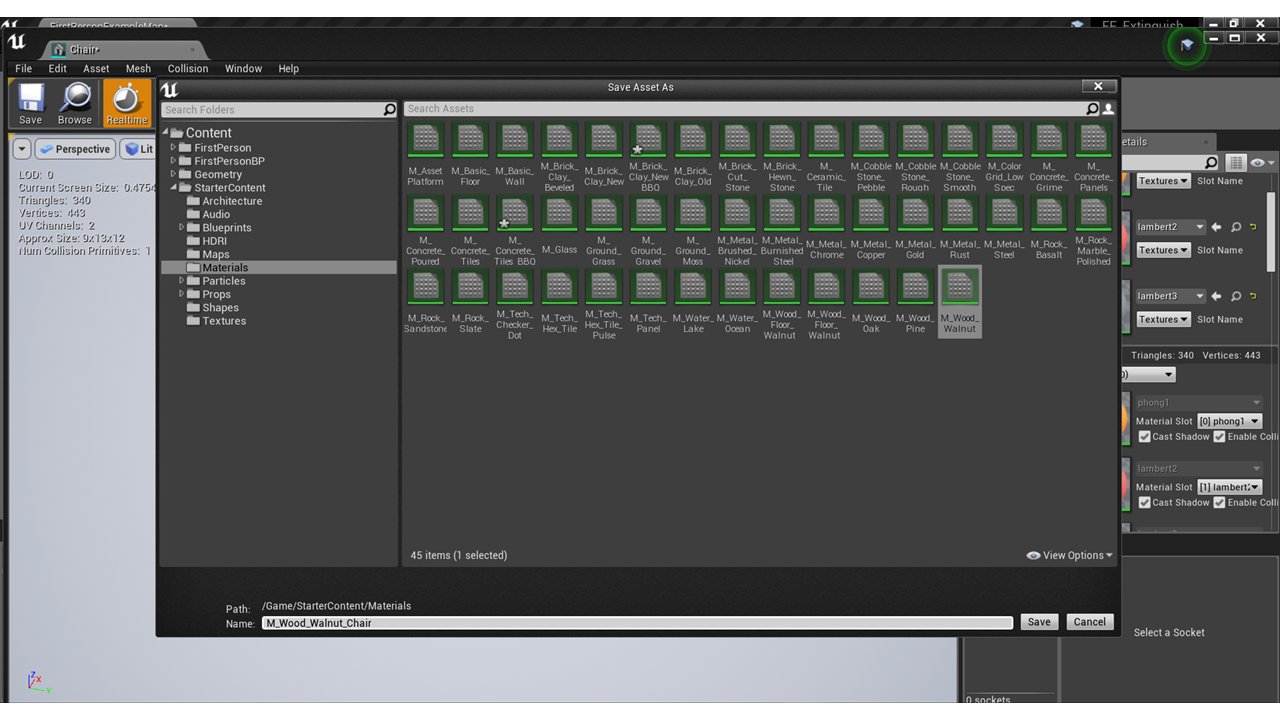 FirstPersonExampleMap*
FF_Extinguish
Chair*
File Edit Asset Mesh Collision Window Help
Save Asset As
Save Browse Realtime
Search Folders
Search Assets
Content
FirstPerson
FirstPersonBP
Geometry
StarterContent
Architecture
Audio
Blueprints
HDRI
Maps
Materials
Particles
Props
Shapes
Textures
Perspective Lit
LOD: 0
Current Screen Size: 0.4754
Triangles: 340
Vertices: 443
UV Channels: 2
Approx Size: 9x13x12
Num Collision Primitives: 1
M_Asset Platform
M_Basic_ Floor
M_Basic_ Wall
M_Brick_ Clay_ Beveled
M_Brick_ Clay_New
M_Brick_ Clay_New BBQ
M_Brick_ Clay_Old
M_Brick_ Cut_ Stone
M_Brick_ Hewn_ Stone
M_ Ceramic_ Tile
M_Cobble Stone_ Pebble
M_Cobble Stone_ Rough
M_Cobble Stone_ Smooth
M_Color Grid_Low Spec
M_ Concrete_ Grime
M_ Concrete_ Panels
M_ Concrete_ Poured
M_ Concrete_ Tiles
M_ Concrete_ Tiles_BBQ
M_Glass
M_ Ground_ Grass
M_ Ground_ Gravel
M_ Ground_ Moss
M_Metal_ Brushed_ Nickel
M_Metal_ Burnished Steel
M_Metal_ Chrome
M_Metal_ Copper
M_Metal_ Gold
M_Metal_ Rust
M_Metal_ Steel
M_Rock_ Basalt
M_Rock_ Marble_ Polished
M_Rock_ Sandstone
M_Rock_ Slate
M_Tech_ Checker_ Dot
M_Tech_ Hex_Tile
M_Tech_ Hex_Tile_ Pulse
M_Tech_ Panel
M_Water_ Lake
M_Water_ Ocean
M_Wood_ Floor_ Walnut
M_Wood_ Floor_ Walnut
M_Wood_ Oak
M_Wood_ Pine
M_Wood_ Walnut
45 items (1 selected)
View Options
Path: /Game/StarterContent/Materials
Name: M_Wood_Walnut_Chair
Save Cancel
etails
Textures Slot Name
lambert2
Textures Slot Name
lambert3
Textures Slot Name
Triangles: 340 Vertices: 443
0)
phong1
Material Slot [0] phong1
Cast Shadow Enable Colli
lambert2
Material Slot [1] lambert2
Cast Shadow Enable Colli
Select a Socket
0 sockets
Z
X
Y